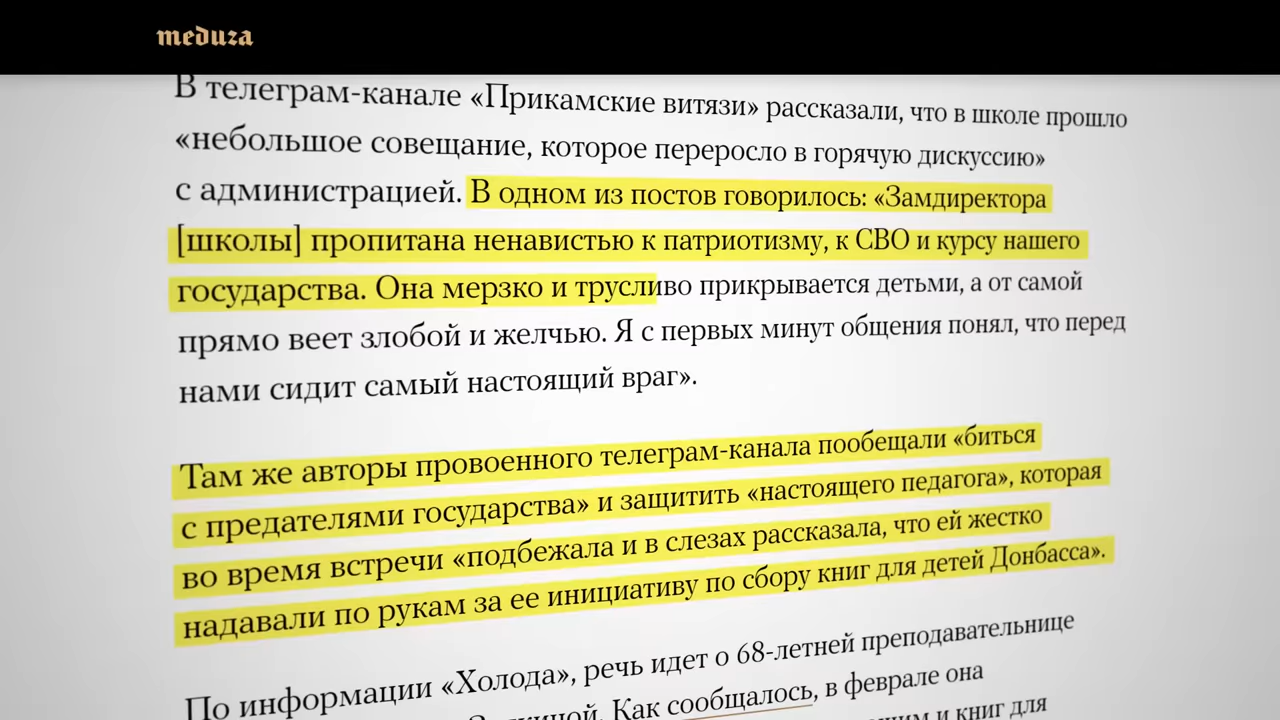 meduza
В телеграм-канале «Прикамские витязи» рассказали, что в школе прошло
«небольшое совещание, которое переросло в горячую дискуссию»
с администрацией. В одном из постов говорилось: «Замдиректора
[школы] пропитана ненавистью к патриотизму, к СВО и курсу нашего
государства. Она мерзко и трусливо прикрывается детьми, а от самой
прямо веет злобой и желчью. Я с первых минут общения понял, что перед
нами сидит самый настоящий враг».
Там же авторы провоенного телеграм-канала пообещали «биться
с предателями государства» и защитить «настоящего педагога», которая
во время встречи «подбежала и в слезах рассказала, что ей жестко
надавали по рукам за ее инициативу по сбору книг для детей Донбасса».
По информации «Холода», речь идет о 68-летней преподавательнице
Как сообщалось, в феврале она
и книг для